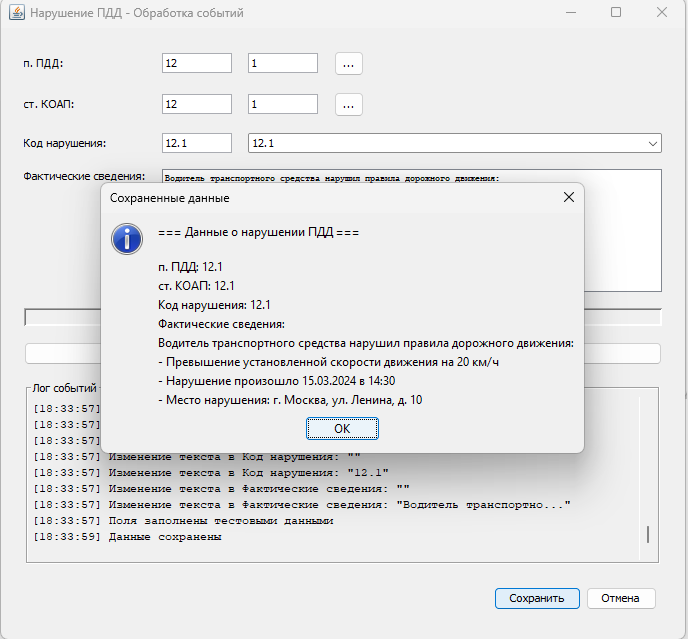 Нарушение ПДД - Обработка событий
п. ПДД:
12
1
...
ст. КОАП:
12
1
...
Код нарушения:
12.1
12.1
Фактические сведения:
Водитель транспортного средства нарушил правила дорожного движения:
Сохраненные данные
=== Данные о нарушении ПДД ===
п. ПДД: 12.1
ст. КОАП: 12.1
Код нарушения: 12.1
Фактические сведения:
Водитель транспортного средства нарушил правила дорожного движения:
- Превышение установленной скорости движения на 20 км/ч
- Нарушение произошло 15.03.2024 в 14:30
- Место нарушения: г. Москва, ул. Ленина, д. 10
OK
Лог событий
[18:33:57]
[18:33:57]
[18:33:57]
[18:33:57] Изменение текста в Код нарушения: ""
[18:33:57] Изменение текста в Код нарушения: "12.1"
[18:33:57] Изменение текста в Фактические сведения: ""
[18:33:57] Изменение текста в Фактические сведения: "Водитель транспортно..."
[18:33:57] Поля заполнены тестовыми данными
[18:33:59] Данные сохранены
Сохранить
Отмена